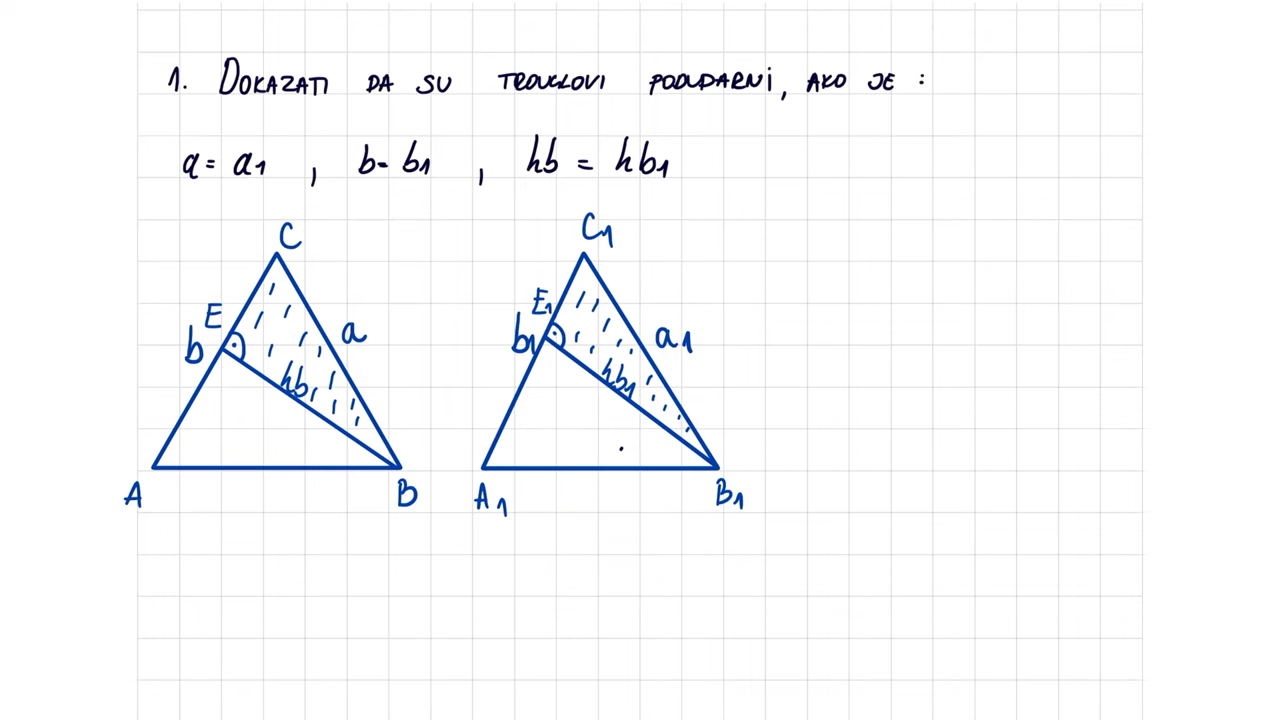 1. DOKAZATI DA SU TROUGLOVI PODUDARNI, AKO JE :
a = a1 , b = b1 , hb = hb1
C
C1
E
E1
b
a
b1
a1
hb
hb1
A
B
A1
B1